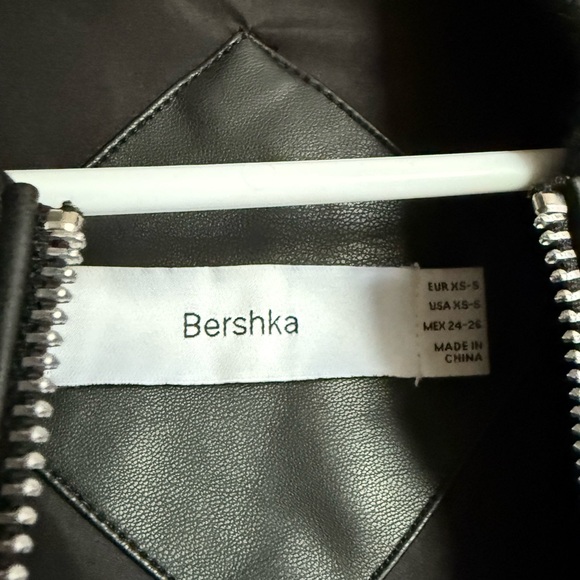 Bershka
EUR XS-S
USA XS-S
MEX 24-26
MADE IN
CHINA